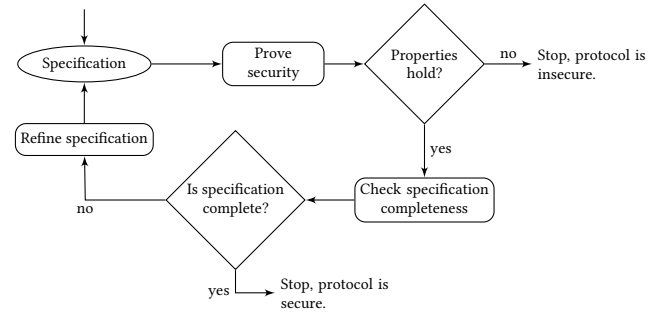 Specification
Prove
security
Properties
hold?
no
Stop, protocol is
insecure.
yes
Refine specification
Is specification
complete?
Check specification
completeness
no
yes
Stop, protocol is
secure.